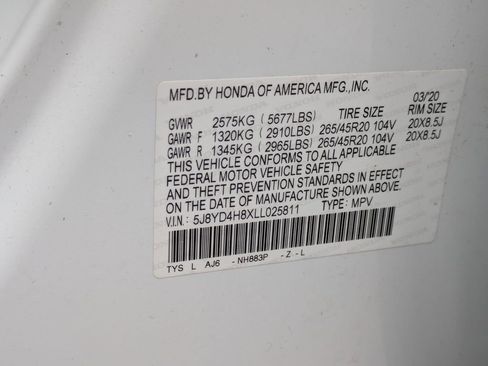 MFD.BY HONDA OF AMERICA MFG.,INC.
03/20
GVWR 2575KG (5677LBS) TIRE SIZE RIM SIZE
GAWR F 1320KG (2910LBS) 265/45R20 104V 20X8.5J
GAWR R 1345KG (2965LBS) 265/45R20 104V 20X8.5J
THIS VEHICLE CONFORMS TO ALL APPLICABLE
FEDERAL MOTOR VEHICLE SAFETY
AND THEFT PREVENTION STANDARDS IN EFFECT
ON THE DATE OF MANUFACTURE SHOWN ABOVE.
V.I.N.: 5J8YD4H8XLL025811 TYPE: MPV
TYS L AJ6 -NH883P -Z-L